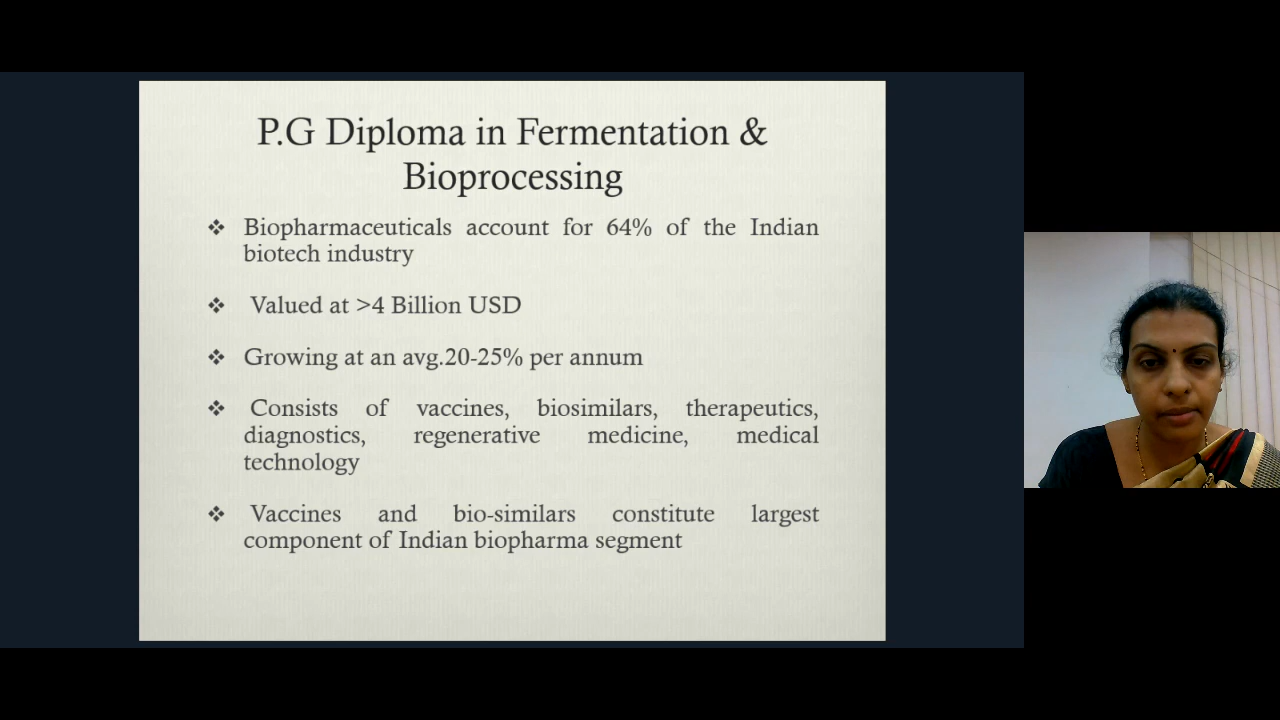 P.G Diploma in Fermentation &
Bioprocessing
❖ Biopharmaceuticals account for 64% of the Indian
biotech industry
❖ Valued at >4 Billion USD
❖ Growing at an avg.20-25% per annum
❖ Consists of vaccines, biosimilars, therapeutics,
diagnostics, regenerative medicine, medical
technology
❖ Vaccines and bio-similars constitute largest
component of Indian biopharma segment